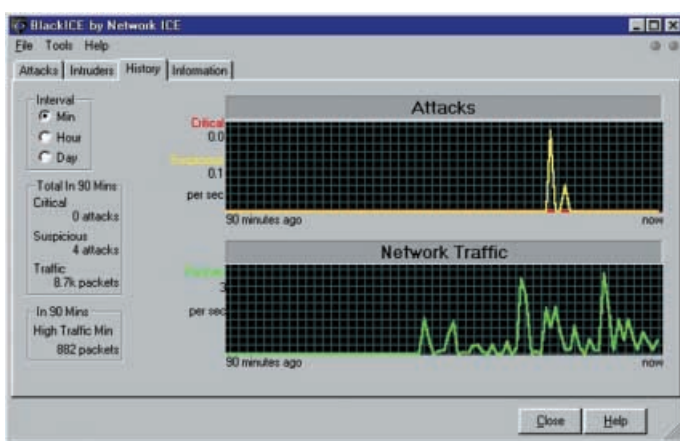 BlackICE by Network ICE
File Tools Help
Attacks Intruders History Information
Interval
Min
Hour
Day
Total In 90 Mins
Critical
0 attacks
Suspicious
4 attacks
Traffic
8.7k packets
In 90 Mins
High Traffic Min
882 packets
Attacks
Critical
0.0
Suspicious
0.1
per sec
90 minutes ago now
Network Traffic
3
per sec
90 minutes ago now
Close Help